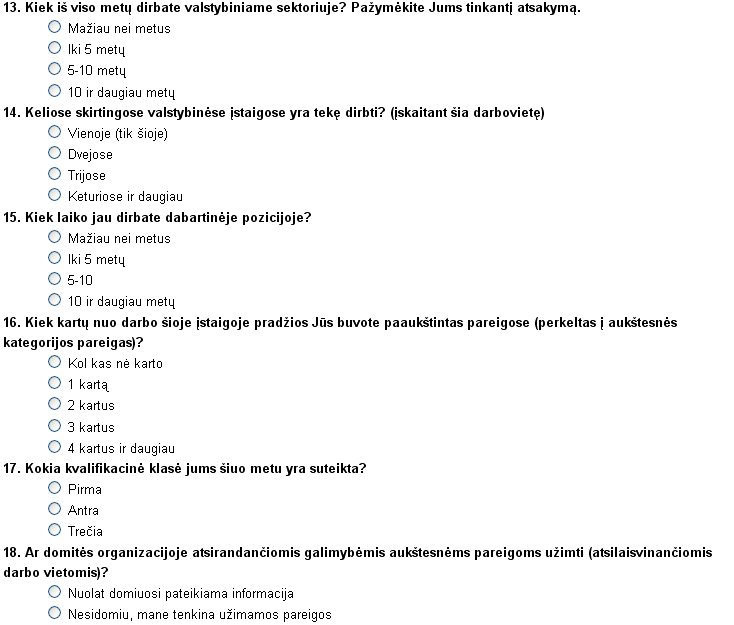 13. Kiek iš viso metų dirbate valstybiniame sektoriuje? Pažymėkite Jums tinkantį atsakymą.
Mažiau nei metus
Iki 5 metų
5-10 metų
10 ir daugiau metų
14. Keliose skirtingose valstybinėse įstaigose yra tekę dirbti? (įskaitant šia darbovietę)
Vienoje (tik šioje)
Dvejose
Trijose
Keturiose ir daugiau
15. Kiek laiko jau dirbate dabartinėje pozicijoje?
Mažiau nei metus
Iki 5 metų
5-10
10 ir daugiau metų
16. Kiek kartų nuo darbo šioje įstaigoje pradžios Jūs buvote paaukštintas pareigose (perkeltas į aukštesnės
kategorijos pareigas)?
Kol kas nė karto
1 kartą
2 kartus
3 kartus
4 kartus ir daugiau
17. Kokia kvalifikacinė klasė jums šiuo metu yra suteikta?
Pirma
Antra
Trečia
18. Ar domitės organizacijoje atsirandančiomis galimybėmis aukštesnėms pareigoms užimti (atsilaisvinančiomis
darbo vietomis)?
Nuolat domiuosi pateikiama informacija
Nesidomiu, mane tenkina užimamos pareigos